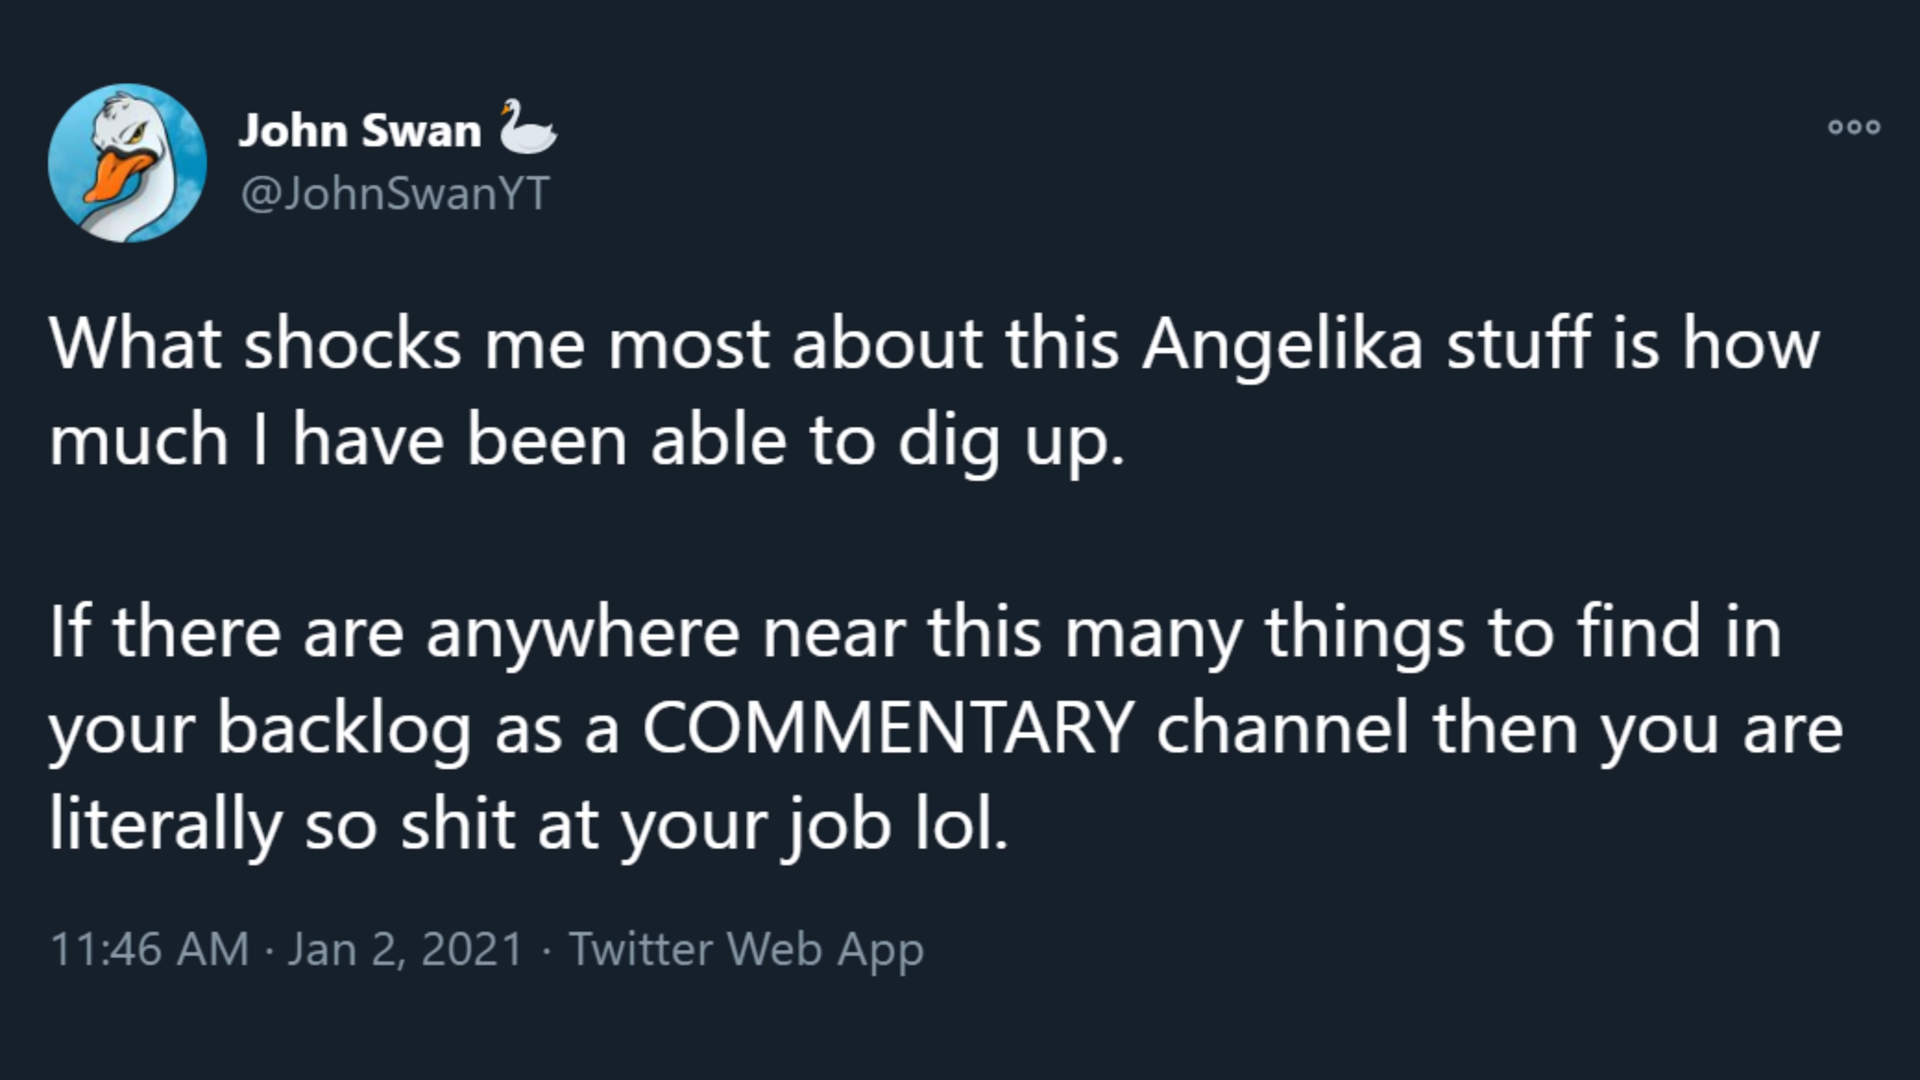 John Swan 🦢
@JohnSwanYT
What shocks me most about this Angelika stuff is how
much I have been able to dig up.
If there are anywhere near this many things to find in
your backlog as a COMMENTARY channel then you are
literally so shit at your job lol.
11:46 AM · Jan 2, 2021 · Twitter Web App